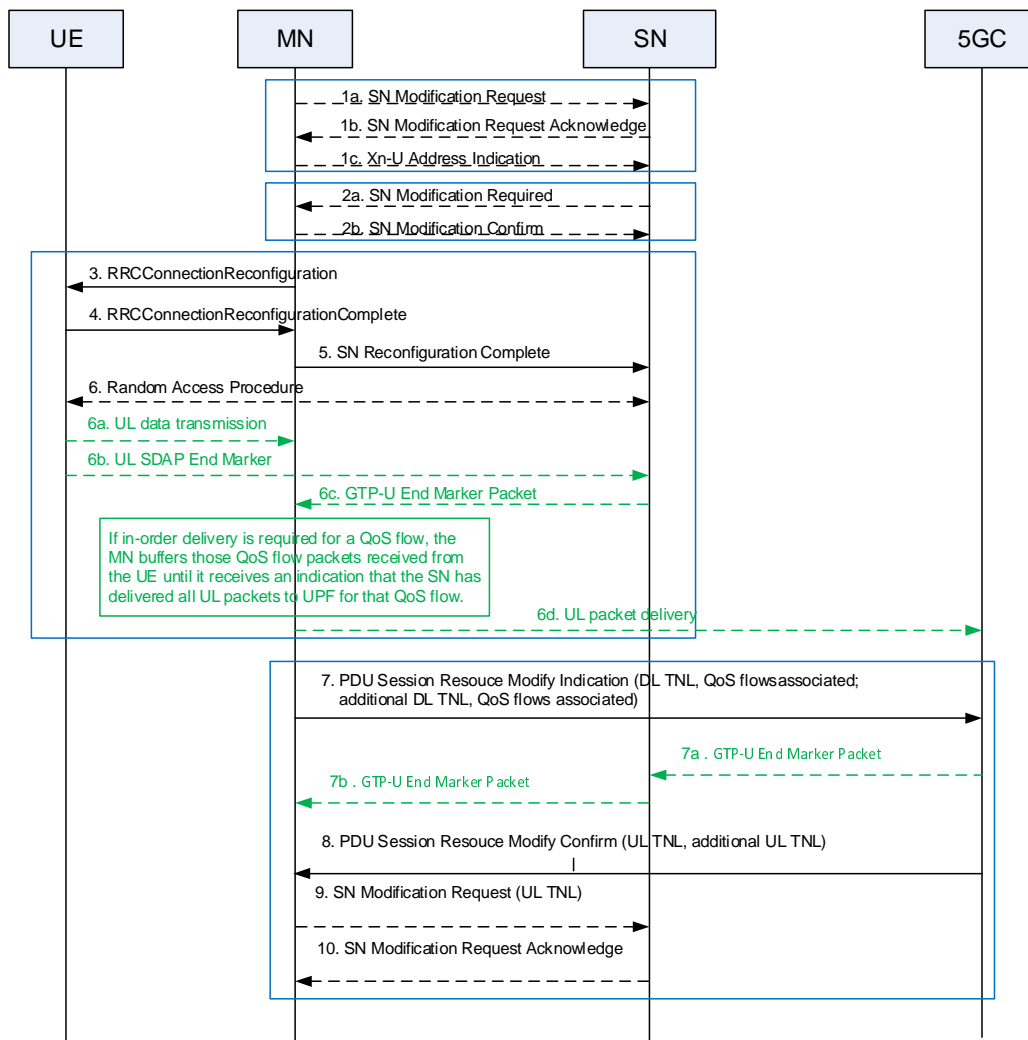 UE
MN
SN
5GC
1a. SN Modification Request
1b. SN Modification Request Acknowledge
1c. Xn-U Address Indication
2a. SN Modification Required
2b. SN Modification Confirm
3. RRCConnectionReconfiguration
4. RRCConnectionReconfigurationComplete
5. SN Reconfiguration Complete
6. Random Access Procedure
6a. UL data transmission
6b. UL SDAP End Marker
6c. GTP-U End Marker Packet
If in-order delivery is required for a QoS flow, the
MN buffers those QoS flow packets received from
the UE until it receives an indication that the SN has
delivered all UL packets to UPF for that QoS flow.
6d. UL packet delivery
7. PDU Session Resouce Modify Indication (DL TNL, QoS flowsassociated;
additional DL TNL, QoS flows associated)
7a . GTP-U End Marker Packet
7b . GTP-U End Marker Packet
8. PDU Session Resouce Modify Confirm (UL TNL, additional UL TNL)
9. SN Modification Request (UL TNL)
10. SN Modification Request Acknowledge